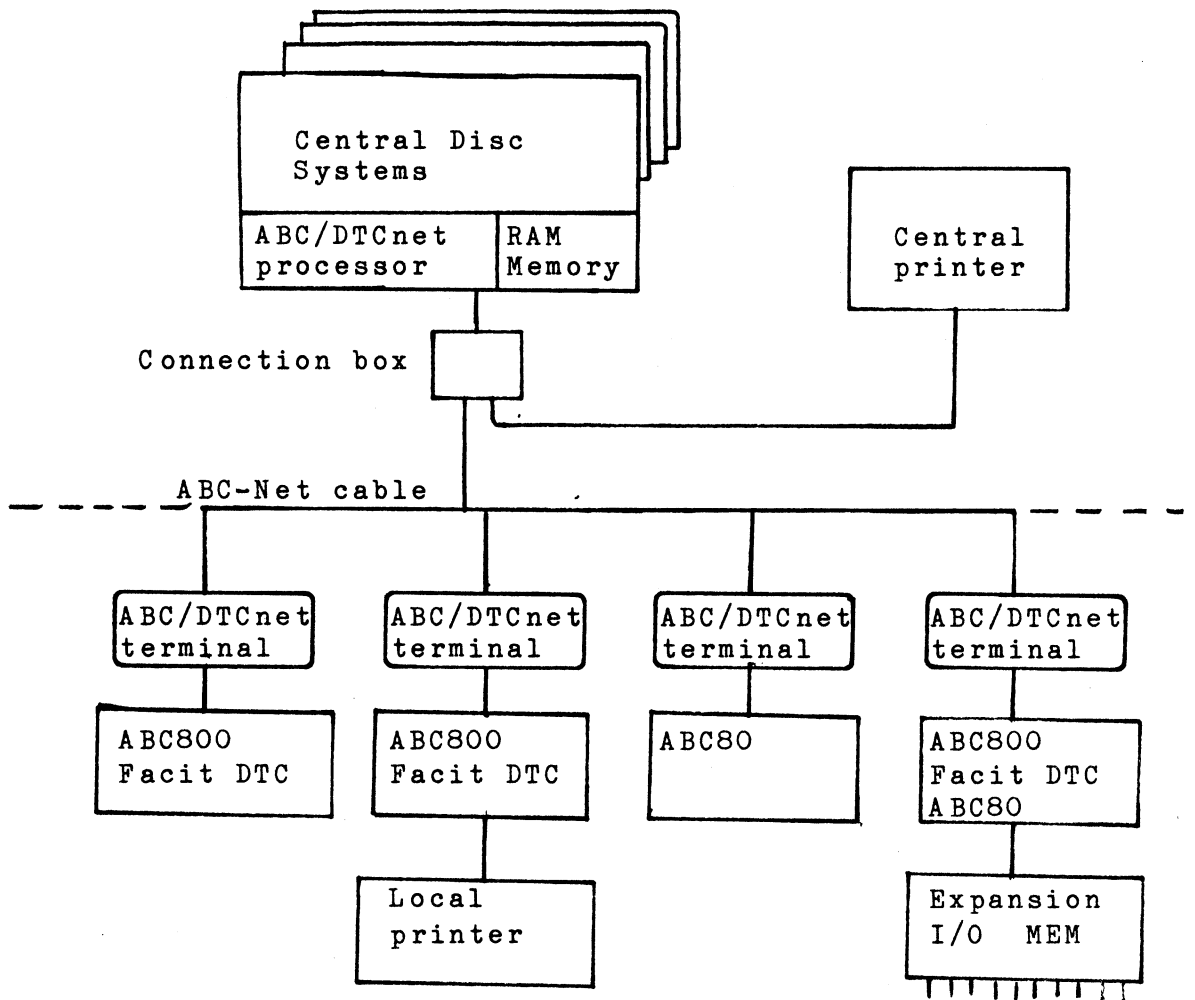 Central Disc
Systems
ABC/DTCnet
processor
RAM
Memory
Central
printer
Connection box
ABC-Net cable
ABC/DTCnet
terminal
ABC/DTCnet
terminal
ABC/DTCnet
terminal
ABC/DTCnet
terminal
ABC800
Facit DTC
ABC800
Facit DTC
ABC80
ABC800
Facit DTC
ABC80
Local
printer
Expansion
I/O MEM